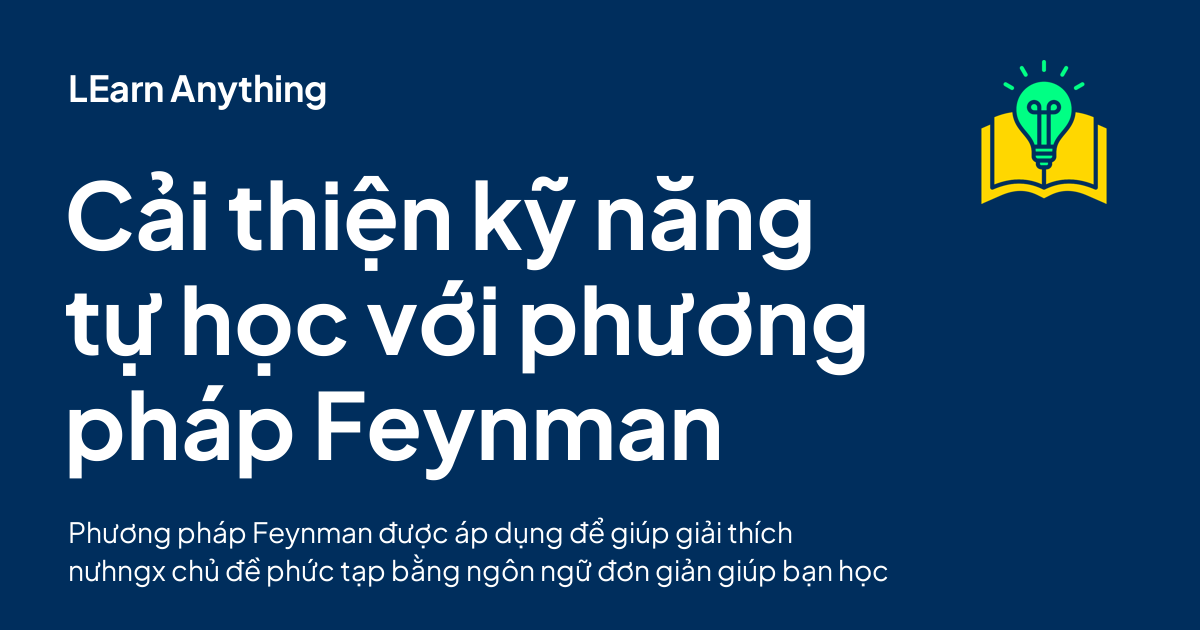 LEarn Anything
Cải thiện kỹ năng
tự học với phương
pháp Feynman
Phương pháp Feynman được áp dụng để giúp giải thích
nưhngx chủ đề phức tạp bằng ngôn ngữ đơn giản giúp bạn học